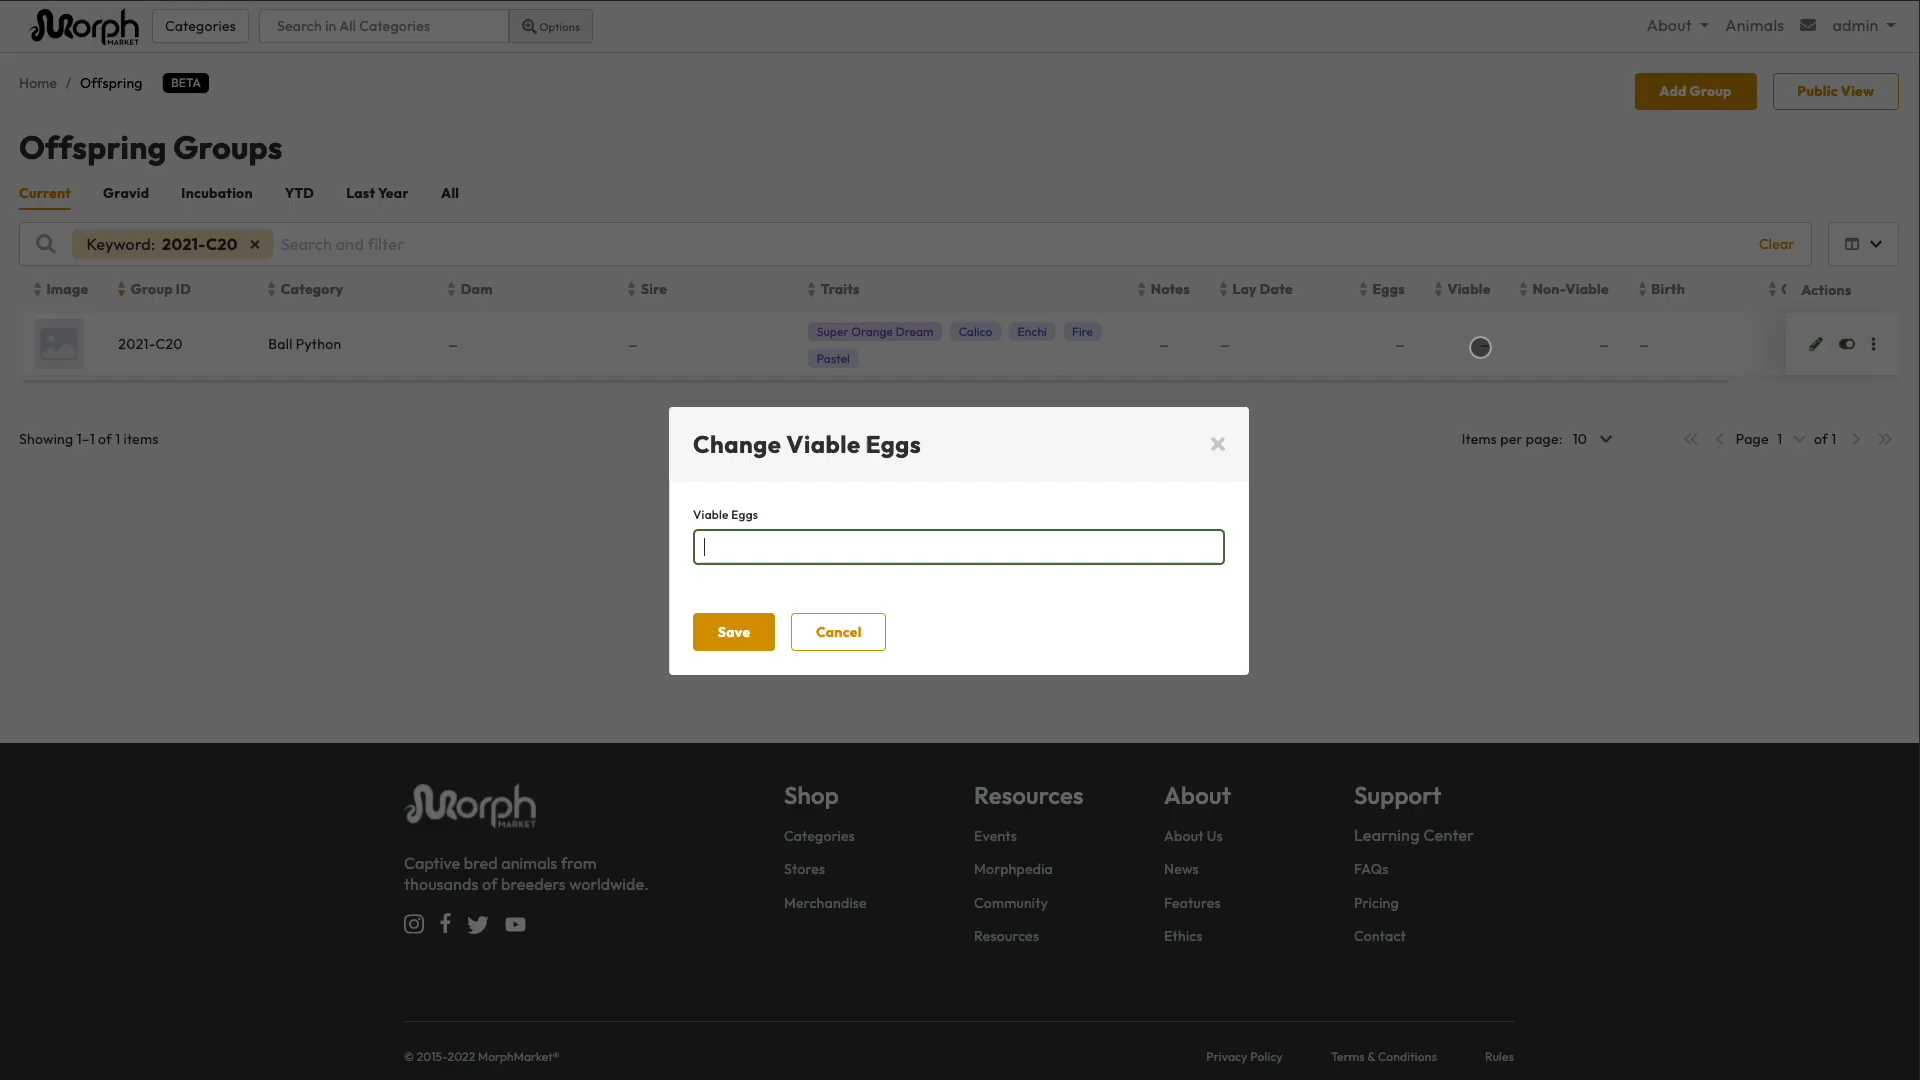 Morph MARKET Categories Search in All Categories Options About Animals admin
Home / Offspring BETA
Add Group Public View
Offspring Groups
Current Gravid Incubation YTD Last Year All
Keyword: 2021-C20 × Search and filter Clear
Image Group ID Category Dam Sire Traits Notes Lay Date Eggs Viable Non-Viable Birth C Actions
2021-C20 Ball Python – – Super Orange Dream Calico Enchi Fire – – – – – –
Pastel
Showing 1-1 of 1 items Items per page: 10 Page 1 of 1
Change Viable Eggs ×
Viable Eggs
Save Cancel
Morph MARKET
Captive bred animals from
thousands of breeders worldwide.
Shop
Categories
Stores
Merchandise
Resources
Events
Morphpedia
Community
Resources
About
About Us
News
Features
Ethics
Support
Learning Center
FAQs
Pricing
Contact
© 2015-2022 MorphMarket® Privacy Policy Terms & Conditions Rules